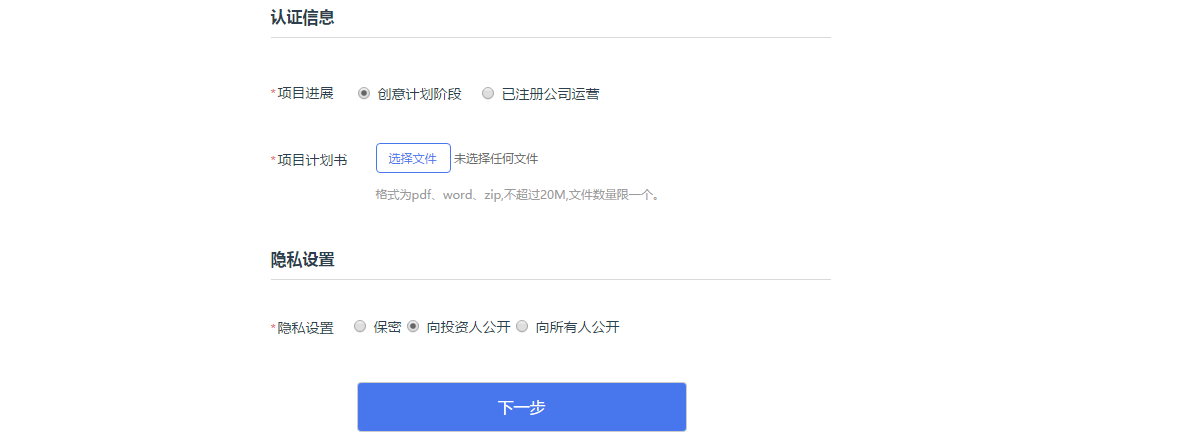 认证信息
*项目进展 创意计划阶段 已注册公司运营
*项目计划书 选择文件 未选择任何文件
格式为pdf、word、zip,不超过20M,文件数量限一个。
隐私设置
*隐私设置 保密 向投资人公开 向所有人公开
下一步